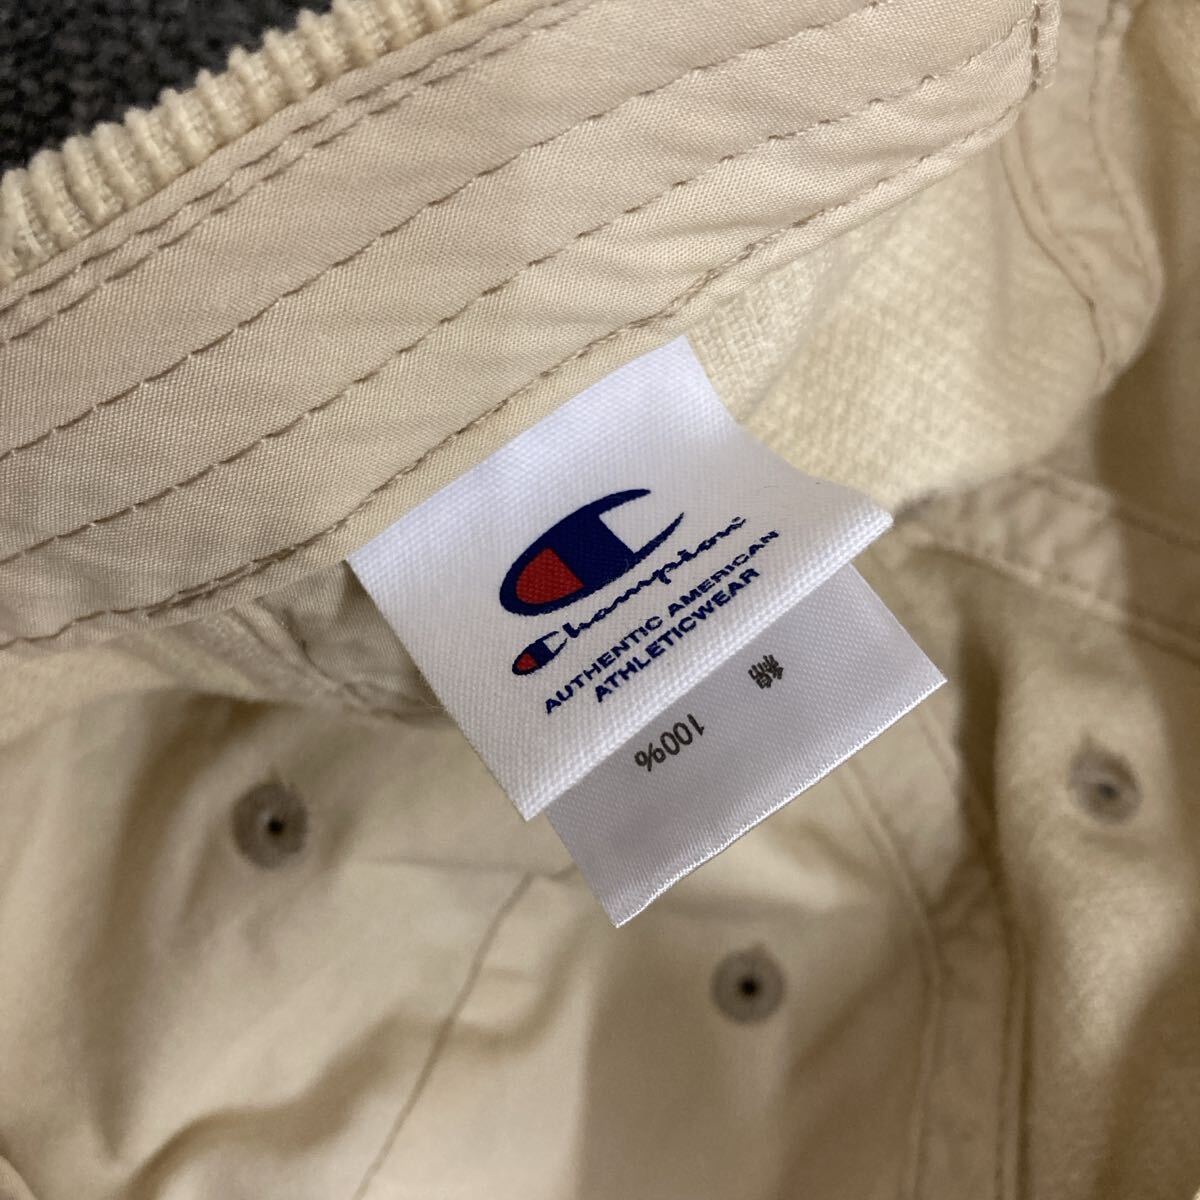 Champion
AUTHENTIC AMERICAN
ATHLETICWEAR
綿
100%